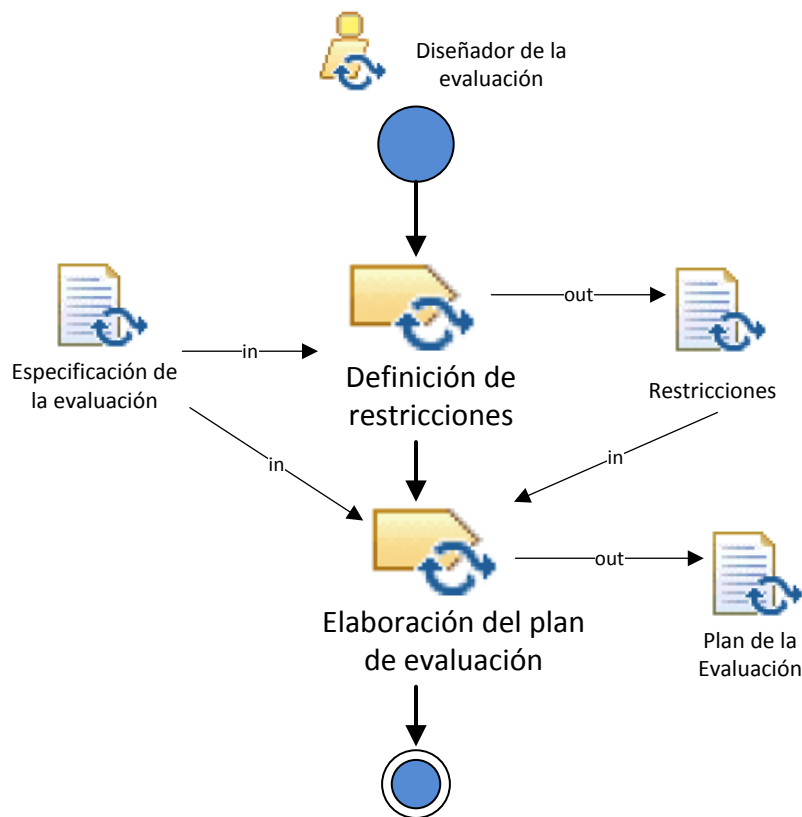 Diseñador de la
evaluación
out
in
Especificación de
la evaluación
Definición de
restricciones
Restricciones
in
in
out
Elaboración del plan
de evaluación
Plan de la
Evaluación